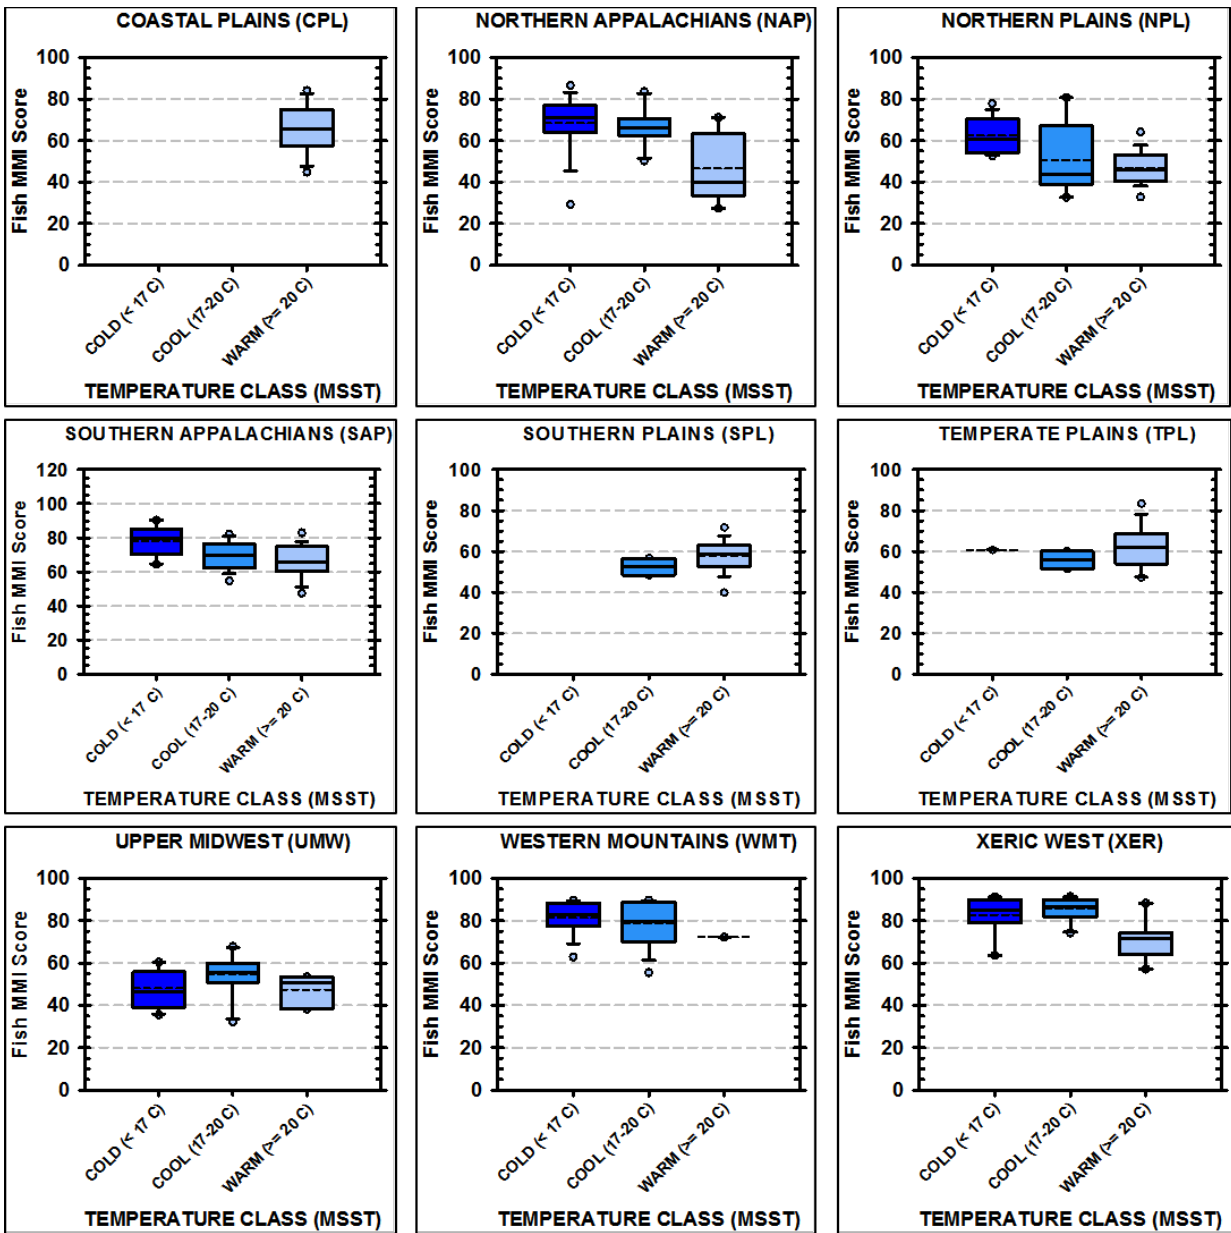 COASTAL PLAINS (CPL)
100
80
60
40
20
0
Fish MMI Score
COLD (< 17 C)
COOL (17-20 C)
WARM (>= 20 C)
TEMPERATURE CLASS (MSST)
NORTHERN APPALACHIANS (NAP)
100
80
60
40
20
0
Fish MMI Score
COLD (< 17 C)
COOL (17-20 C)
WARM (>= 20 C)
TEMPERATURE CLASS (MSST)
NORTHERN PLAINS (NPL)
100
80
60
40
20
0
Fish MMI Score
COLD (< 17 C)
COOL (17-20 C)
WARM (>= 20 C)
TEMPERATURE CLASS (MSST)
SOUTHERN APPALACHIANS (SAP)
120
100
80
60
40
20
0
Fish MMI Score
COLD (< 17 C)
COOL (17-20 C)
WARM (>= 20 C)
TEMPERATURE CLASS (MSST)
SOUTHERN PLAINS (SPL)
100
80
60
40
20
0
Fish MMI Score
COLD (< 17 C)
COOL (17-20 C)
WARM (>= 20 C)
TEMPERATURE CLASS (MSST)
TEMPERATE PLAINS (TPL)
100
80
60
40
20
0
Fish MMI Score
COLD (< 17 C)
COOL (17-20 C)
WARM (>= 20 C)
TEMPERATURE CLASS (MSST)
UPPER MIDWEST (UMW)
100
80
60
40
20
0
Fish MMI Score
COLD (< 17 C)
COOL (17-20 C)
WARM (>= 20 C)
TEMPERATURE CLASS (MSST)
WESTERN MOUNTAINS (WMT)
100
80
60
40
20
0
Fish MMI Score
COLD (< 17 C)
COOL (17-20 C)
WARM (>= 20 C)
TEMPERATURE CLASS (MSST)
XERIC WEST (XER)
100
80
60
40
20
0
Fish MMI Score
COLD (< 17 C)
COOL (17-20 C)
WARM (>= 20 C)
TEMPERATURE CLASS (MSST)